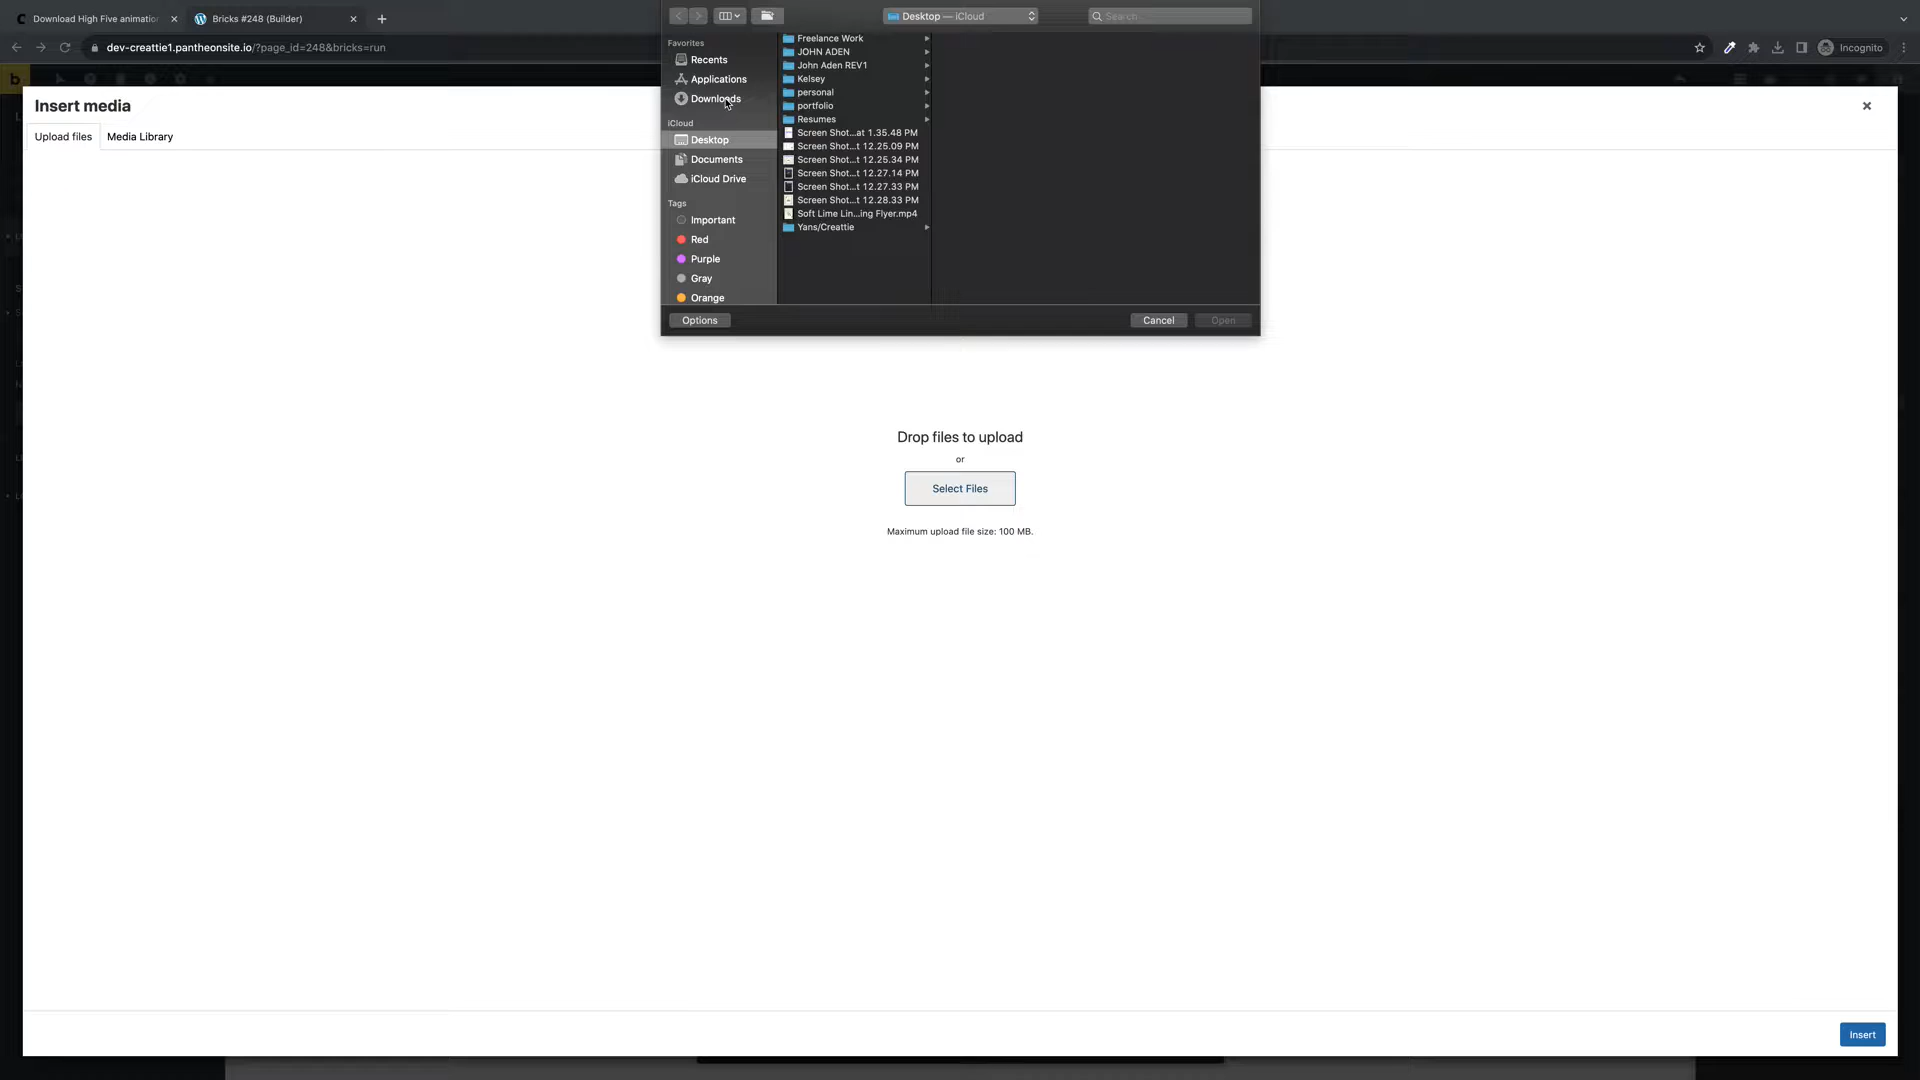 Download High Five animation
Bricks #248 (Builder)
dev-creattie1.pantheonsite.io/?page_id=248&bricks=run
Incognito
Insert media
Upload files
Media Library
Desktop — iCloud
Search
Favorites
Recents
Applications
Downloads
iCloud
Desktop
Documents
iCloud Drive
Tags
Important
Red
Purple
Gray
Orange
Freelance Work
JOHN ADEN
John Aden REV1
Kelsey
personal
portfolio
Resumes
Screen Shot...at 1.35.48 PM
Screen Shot...t 12.25.09 PM
Screen Shot...t 12.25.34 PM
Screen Shot...t 12.27.14 PM
Screen Shot...t 12.27.33 PM
Screen Shot...t 12.28.33 PM
Soft Lime Lin...ing Flyer.mp4
Yans/Creattie
Options
Cancel
Open
Drop files to upload
or
Select Files
Maximum upload file size: 100 MB.
Insert